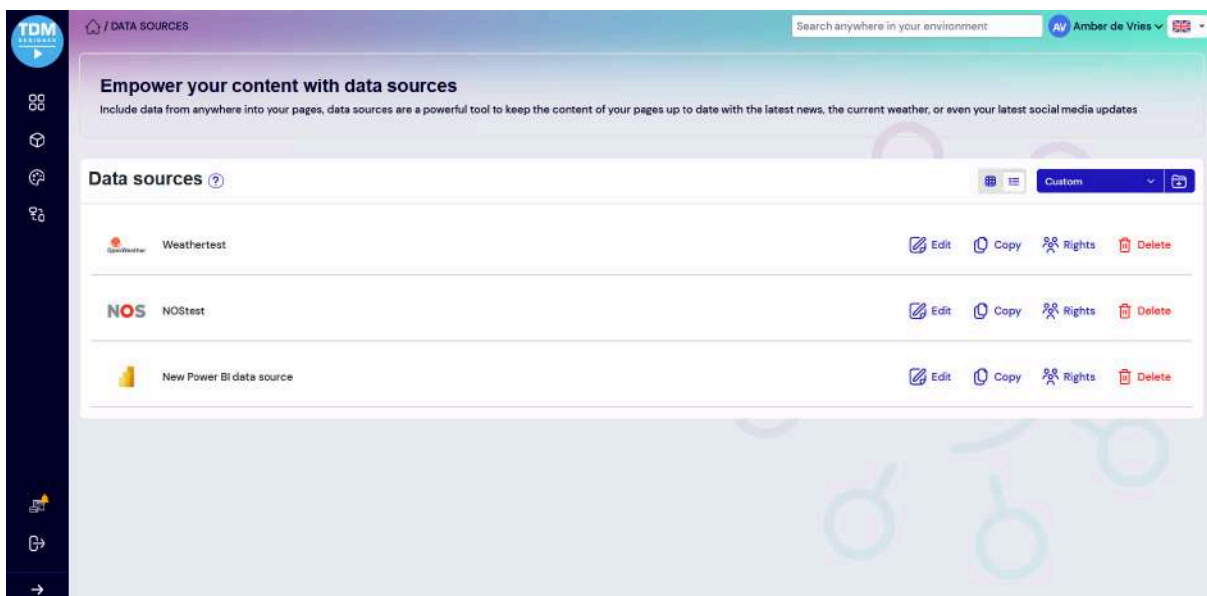 TDM
/ DATA SOURCES
Search anywhere in your environment
AV Amber de Vries
Empower your content with data sources
Include data from anywhere into your pages, data sources are a powerful tool to keep the content of your pages up to date with the latest news, the current weather, or even your latest social media updates
Data sources ?
Custom
OpenWeather Weathertest Edit Copy Rights Delete
NOS NOStest Edit Copy Rights Delete
New Power BI data source Edit Copy Rights Delete